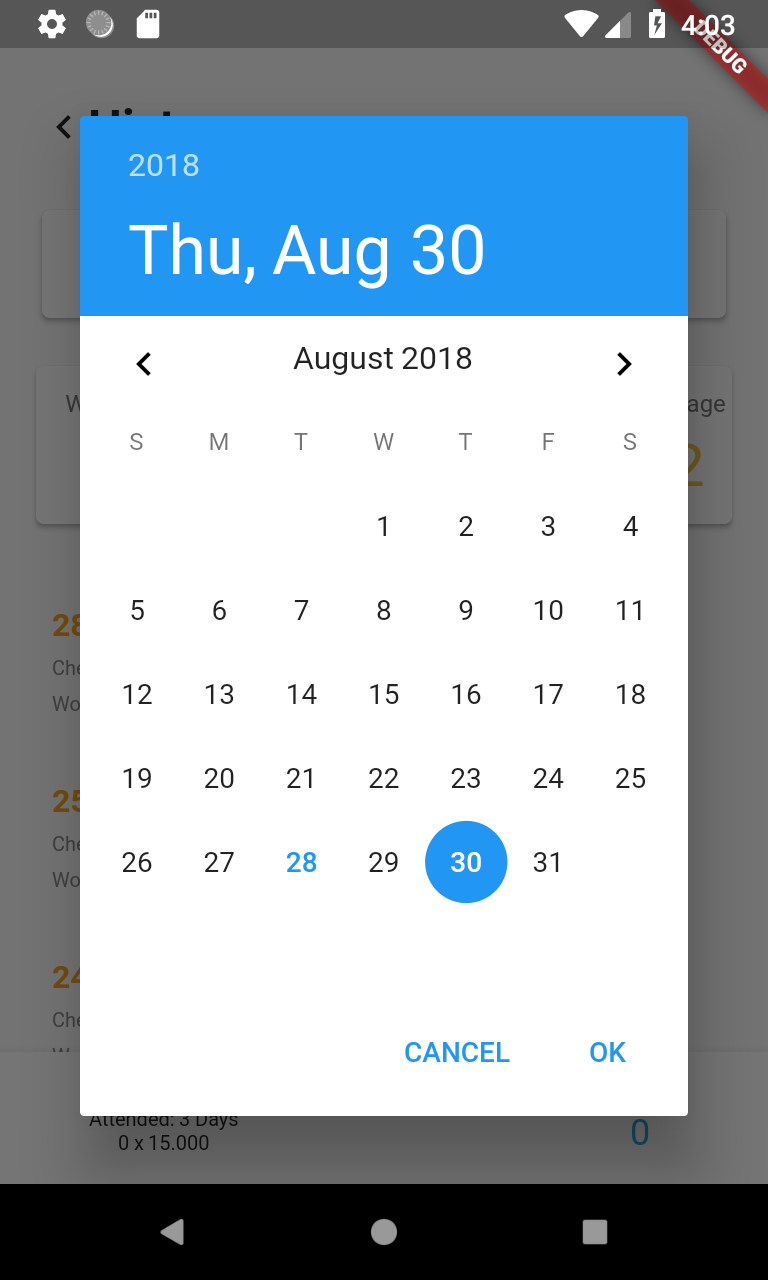 4:03
DEBUG
2018
Thu, Aug 30
August 2018
S M T W T F S
1 2 3 4
5 6 7 8 9 10 11
12 13 14 15 16 17 18
19 20 21 22 23 24 25
26 27 28 29 30 31
CANCEL OK
Attended: 3 Days
0 x 15.000
0